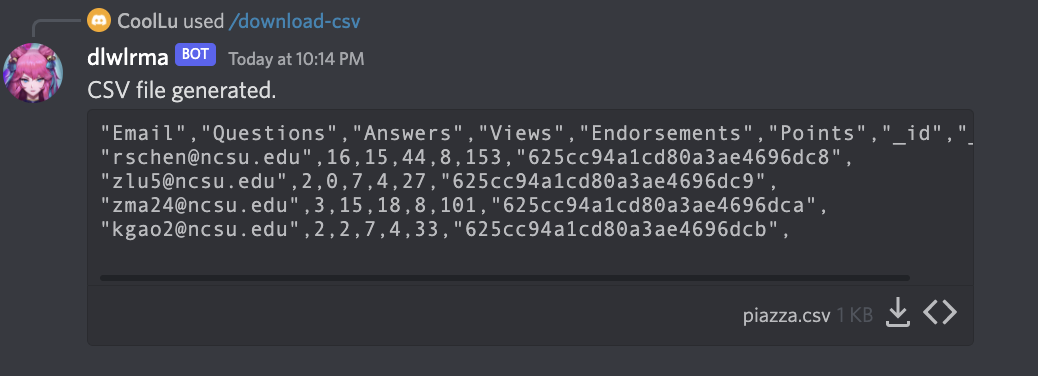 CoolLu used /download-csv
dlwlrma BOT Today at 10:14 PM
CSV file generated.
"Email","Questions","Answers","Views","Endorsements","Points","_id","_
"rschen@ncsu.edu",16,15,44,8,153,"625cc94a1cd80a3ae4696dc8",
"zlu5@ncsu.edu",2,0,7,4,27,"625cc94a1cd80a3ae4696dc9",
"zma24@ncsu.edu",3,15,18,8,101,"625cc94a1cd80a3ae4696dca",
"kgao2@ncsu.edu",2,2,7,4,33,"625cc94a1cd80a3ae4696dcb",
piazza.csv 1 KB